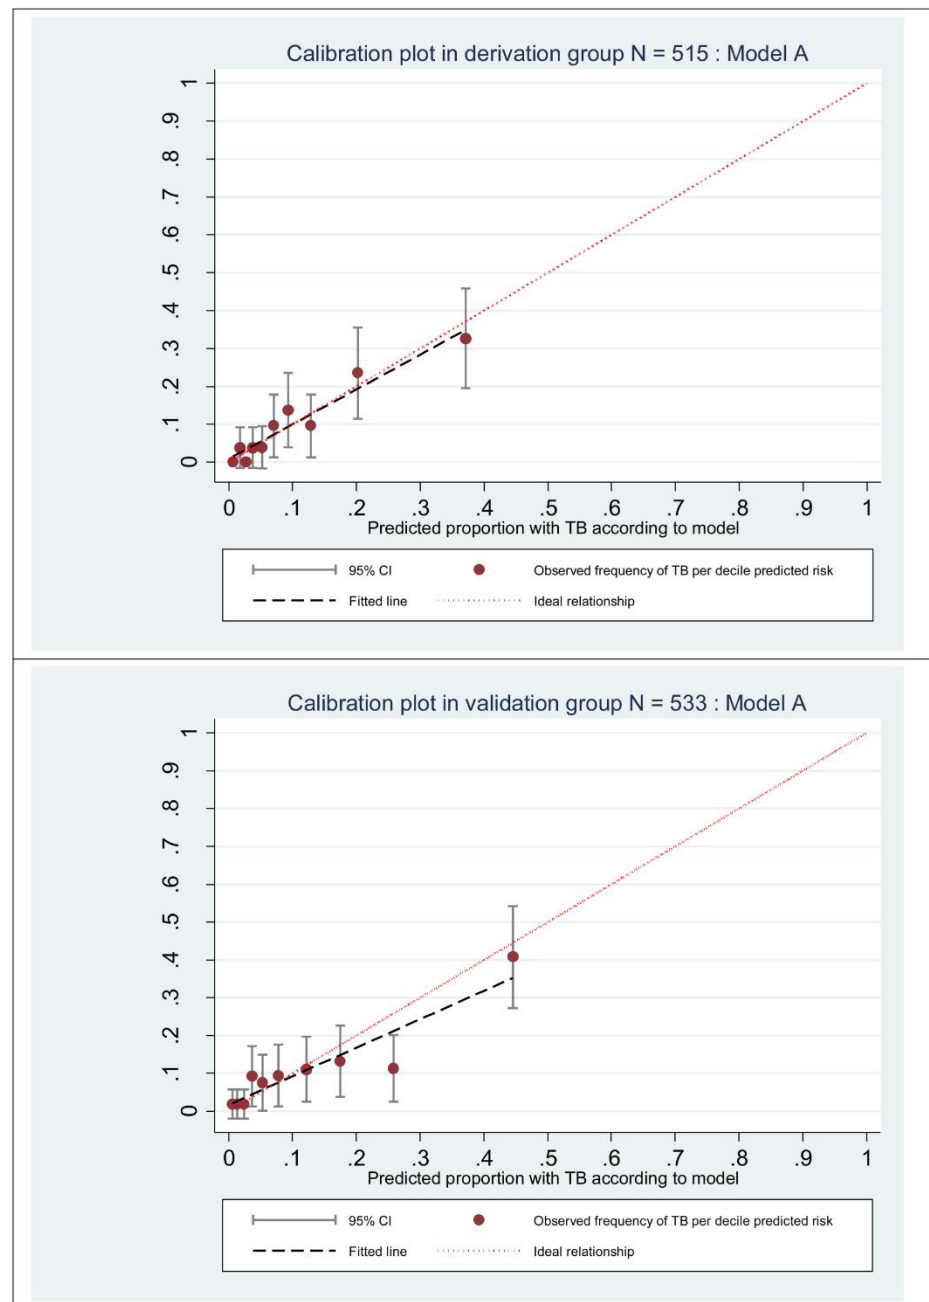 Calibration plot in derivation group N = 515 : Model A
1
.9
.8
.7
.6
.5
.4
.3
.2
.1
0
0 .1 .2 .3 .4 .5 .6 .7 .8 .9 1
Predicted proportion with TB according to model
95% CI Observed frequency of TB per decile predicted risk
Fitted line Ideal relationship
Calibration plot in validation group N = 533 : Model A
1
.9
.8
.7
.6
.5
.4
.3
.2
.1
0
0 .1 .2 .3 .4 .5 .6 .7 .8 .9 1
Predicted proportion with TB according to model
95% CI Observed frequency of TB per decile predicted risk
Fitted line Ideal relationship